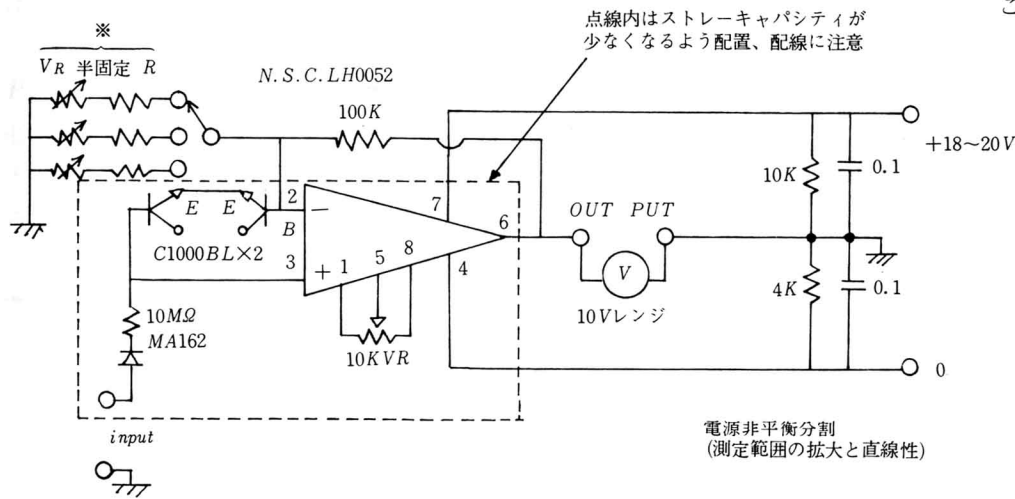 点線内はストレーキャパシティが
少なくなるよう配置、配線に注意
※
VR 半固定 R
N.S.C.LH0052
100K
+18~20V
10K
0.1
2
7
E E
B
6
OUT PUT
C1000BL×2
3
1
5
8
4
V
4K
0.1
10MΩ
MA162
10KVR
10Vレンジ
0
input
電源非平衡分割
(測定範囲の拡大と直線性)